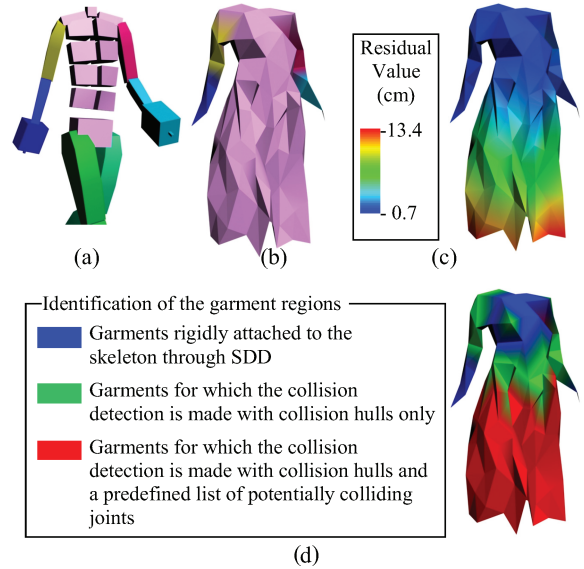 Residual
Value
(cm)
-13.4
- 0.7
(a)
(b)
(c)
Identification of the garment regions
Garments rigidly attached to the
skeleton through SDD
Garments for which the collision
detection is made with collision hulls only
Garments for which the collision
detection is made with collision hulls and
a predefined list of potentially colliding
joints
(d)